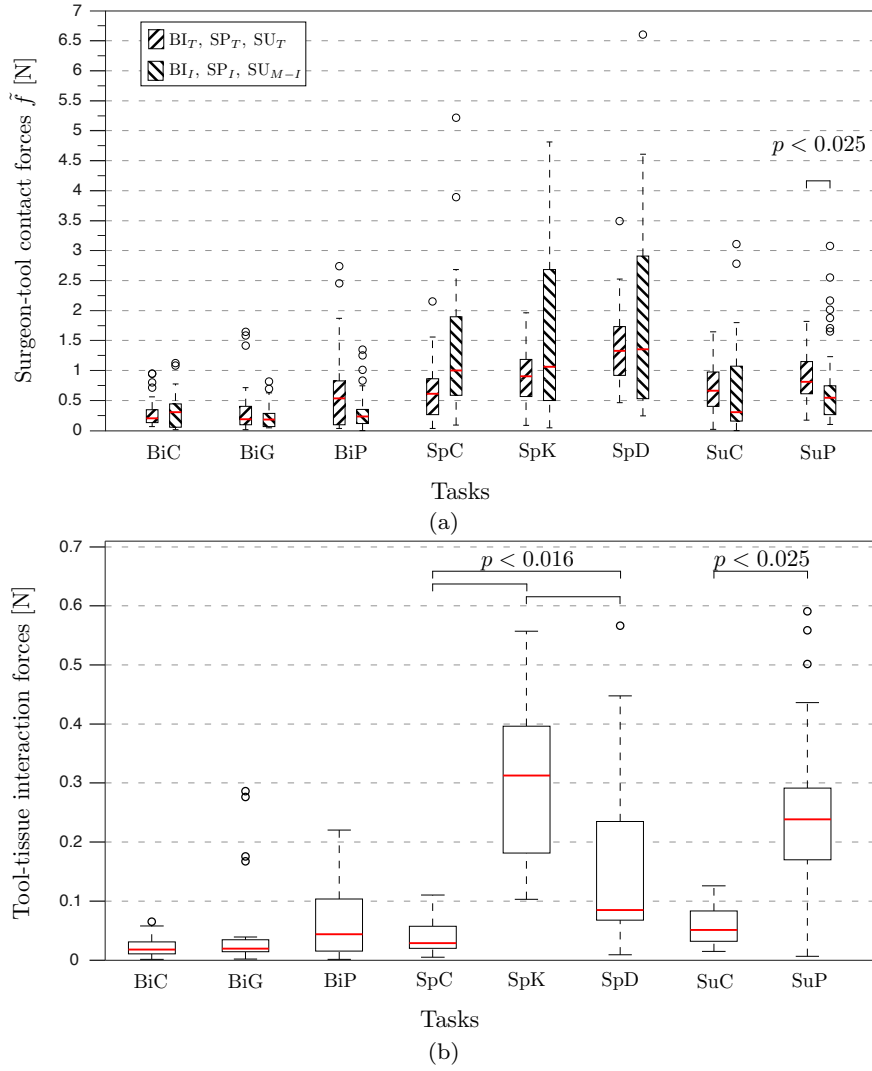 7
6.5
6
5.5
5
4.5
4
3.5
3
2.5
2
1.5
1
0.5
0
Surgeon-tool contact forces f̃ [N]
BI_T, SP_T, SU_T
BI_I, SP_I, SU_{M−I}
p < 0.025
BiC BiG BiP SpC SpK SpD SuC SuP
Tasks
(a)
0.7
0.6
0.5
0.4
0.3
0.2
0.1
0
Tool-tissue interaction forces [N]
p < 0.016 p < 0.025
BiC BiG BiP SpC SpK SpD SuC SuP
Tasks
(b)